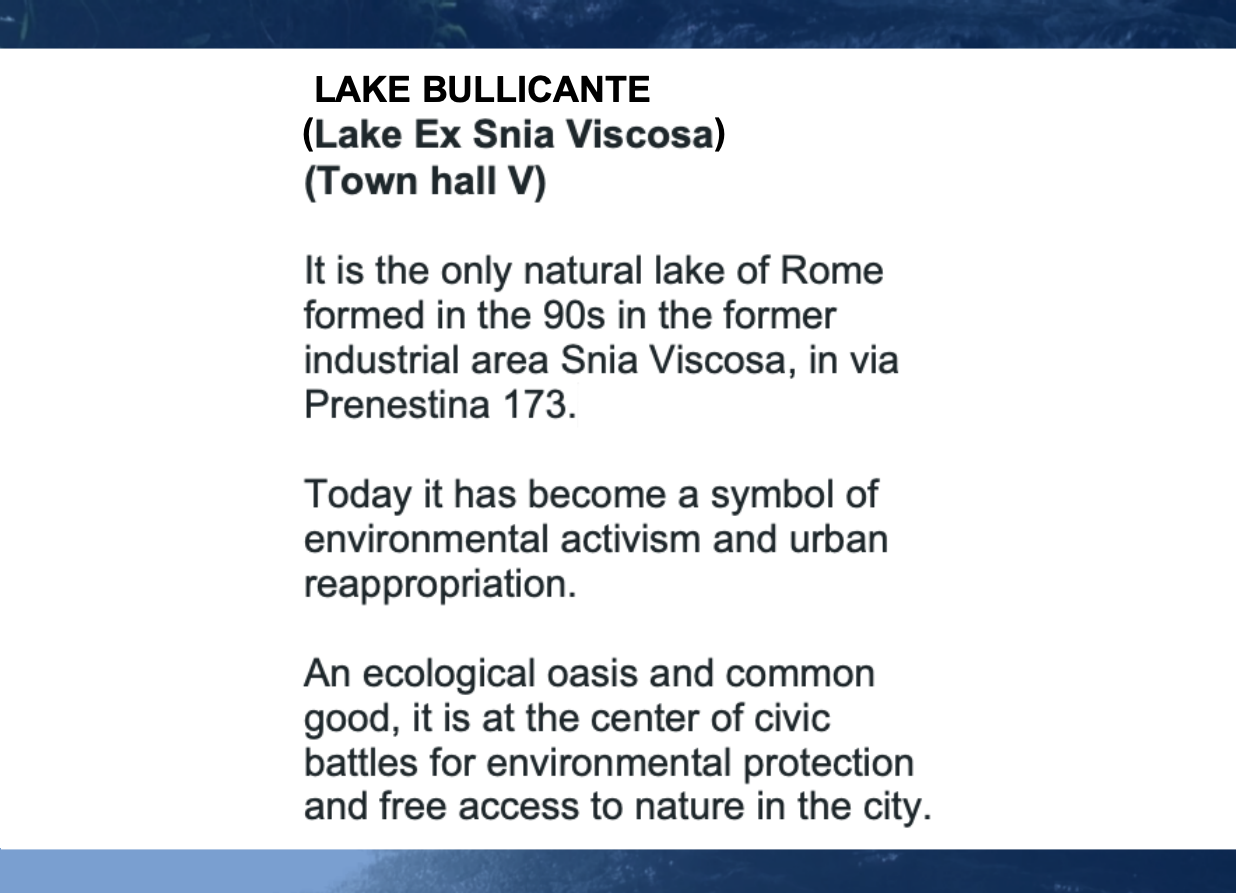 LAKE BULLICANTE
(Lake Ex Snia Viscosa)
(Town hall V)
It is the only natural lake of Rome
formed in the 90s in the former
industrial area Snia Viscosa, in via
Prenestina 173.
Today it has become a symbol of
environmental activism and urban
reappropriation.
An ecological oasis and common
good, it is at the center of civic
battles for environmental protection
and free access to nature in the city.